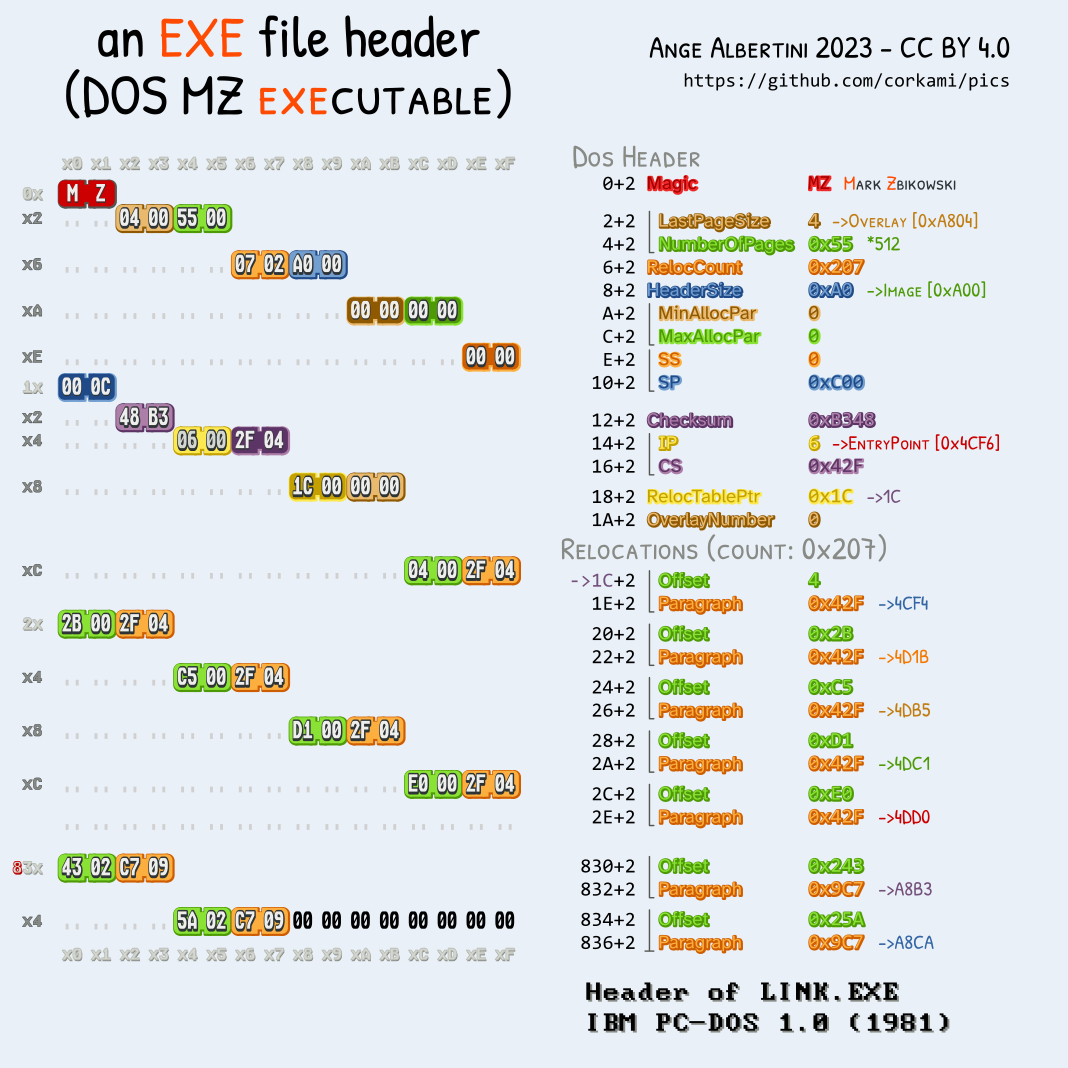 an EXE file header
(DOS MZ EXECUTABLE)
Ange Albertini 2023 - CC BY 4.0
https://github.com/corkami/pics
x0 x1 x2 x3 x4 x5 x6 x7 x8 x9 xA xB xC xD xE xF
0x M Z
x2 .. .. 04 00 55 00
x6 .. .. .. .. .. .. 07 02 A0 00
xA .. .. .. .. .. .. .. .. .. .. 00 00 00 00
xE .. .. .. .. .. .. .. .. .. .. .. .. .. .. 00 00
1x 00 0C
x2 .. .. 48 B3
x4 .. .. .. .. 06 00 2F 04
x8 .. .. .. .. .. .. .. .. 1C 00 00 00
xC .. .. .. .. .. .. .. .. .. .. .. .. 04 00 2F 04
2x 2B 00 2F 04
x4 .. .. .. .. C5 00 2F 04
x8 .. .. .. .. .. .. .. .. D1 00 2F 04
xC .. .. .. .. .. .. .. .. .. .. .. .. E0 00 2F 04
.. .. .. .. .. .. .. .. .. .. .. .. .. .. .. ..
83x 43 02 C7 09
x4 .. .. .. .. 5A 02 C7 09 00 00 00 00 00 00 00 00
x0 x1 x2 x3 x4 x5 x6 x7 x8 x9 xA xB xC xD xE xF
Dos Header
0+2 Magic MZ Mark Zbikowski
2+2 LastPageSize 4 ->Overlay [0xA804]
4+2 NumberOfPages 0x55 *512
6+2 RelocCount 0x207
8+2 HeaderSize 0xA0 ->Image [0xA00]
A+2 MinAllocPar 0
C+2 MaxAllocPar 0
E+2 SS 0
10+2 SP 0xC00
12+2 Checksum 0xB348
14+2 IP 6 ->EntryPoint [0x4CF6]
16+2 CS 0x42F
18+2 RelocTablePtr 0x1C ->1C
1A+2 OverlayNumber 0
Relocations (count: 0x207)
->1C+2 Offset 4
1E+2 Paragraph 0x42F ->4CF4
20+2 Offset 0x2B
22+2 Paragraph 0x42F ->4D1B
24+2 Offset 0xC5
26+2 Paragraph 0x42F ->4DB5
28+2 Offset 0xD1
2A+2 Paragraph 0x42F ->4DC1
2C+2 Offset 0xE0
2E+2 Paragraph 0x42F ->4DD0
830+2 Offset 0x243
832+2 Paragraph 0x9C7 ->A8B3
834+2 Offset 0x25A
836+2 Paragraph 0x9C7 ->A8CA
Header of LINK.EXE
IBM PC-DOS 1.0 (1981)